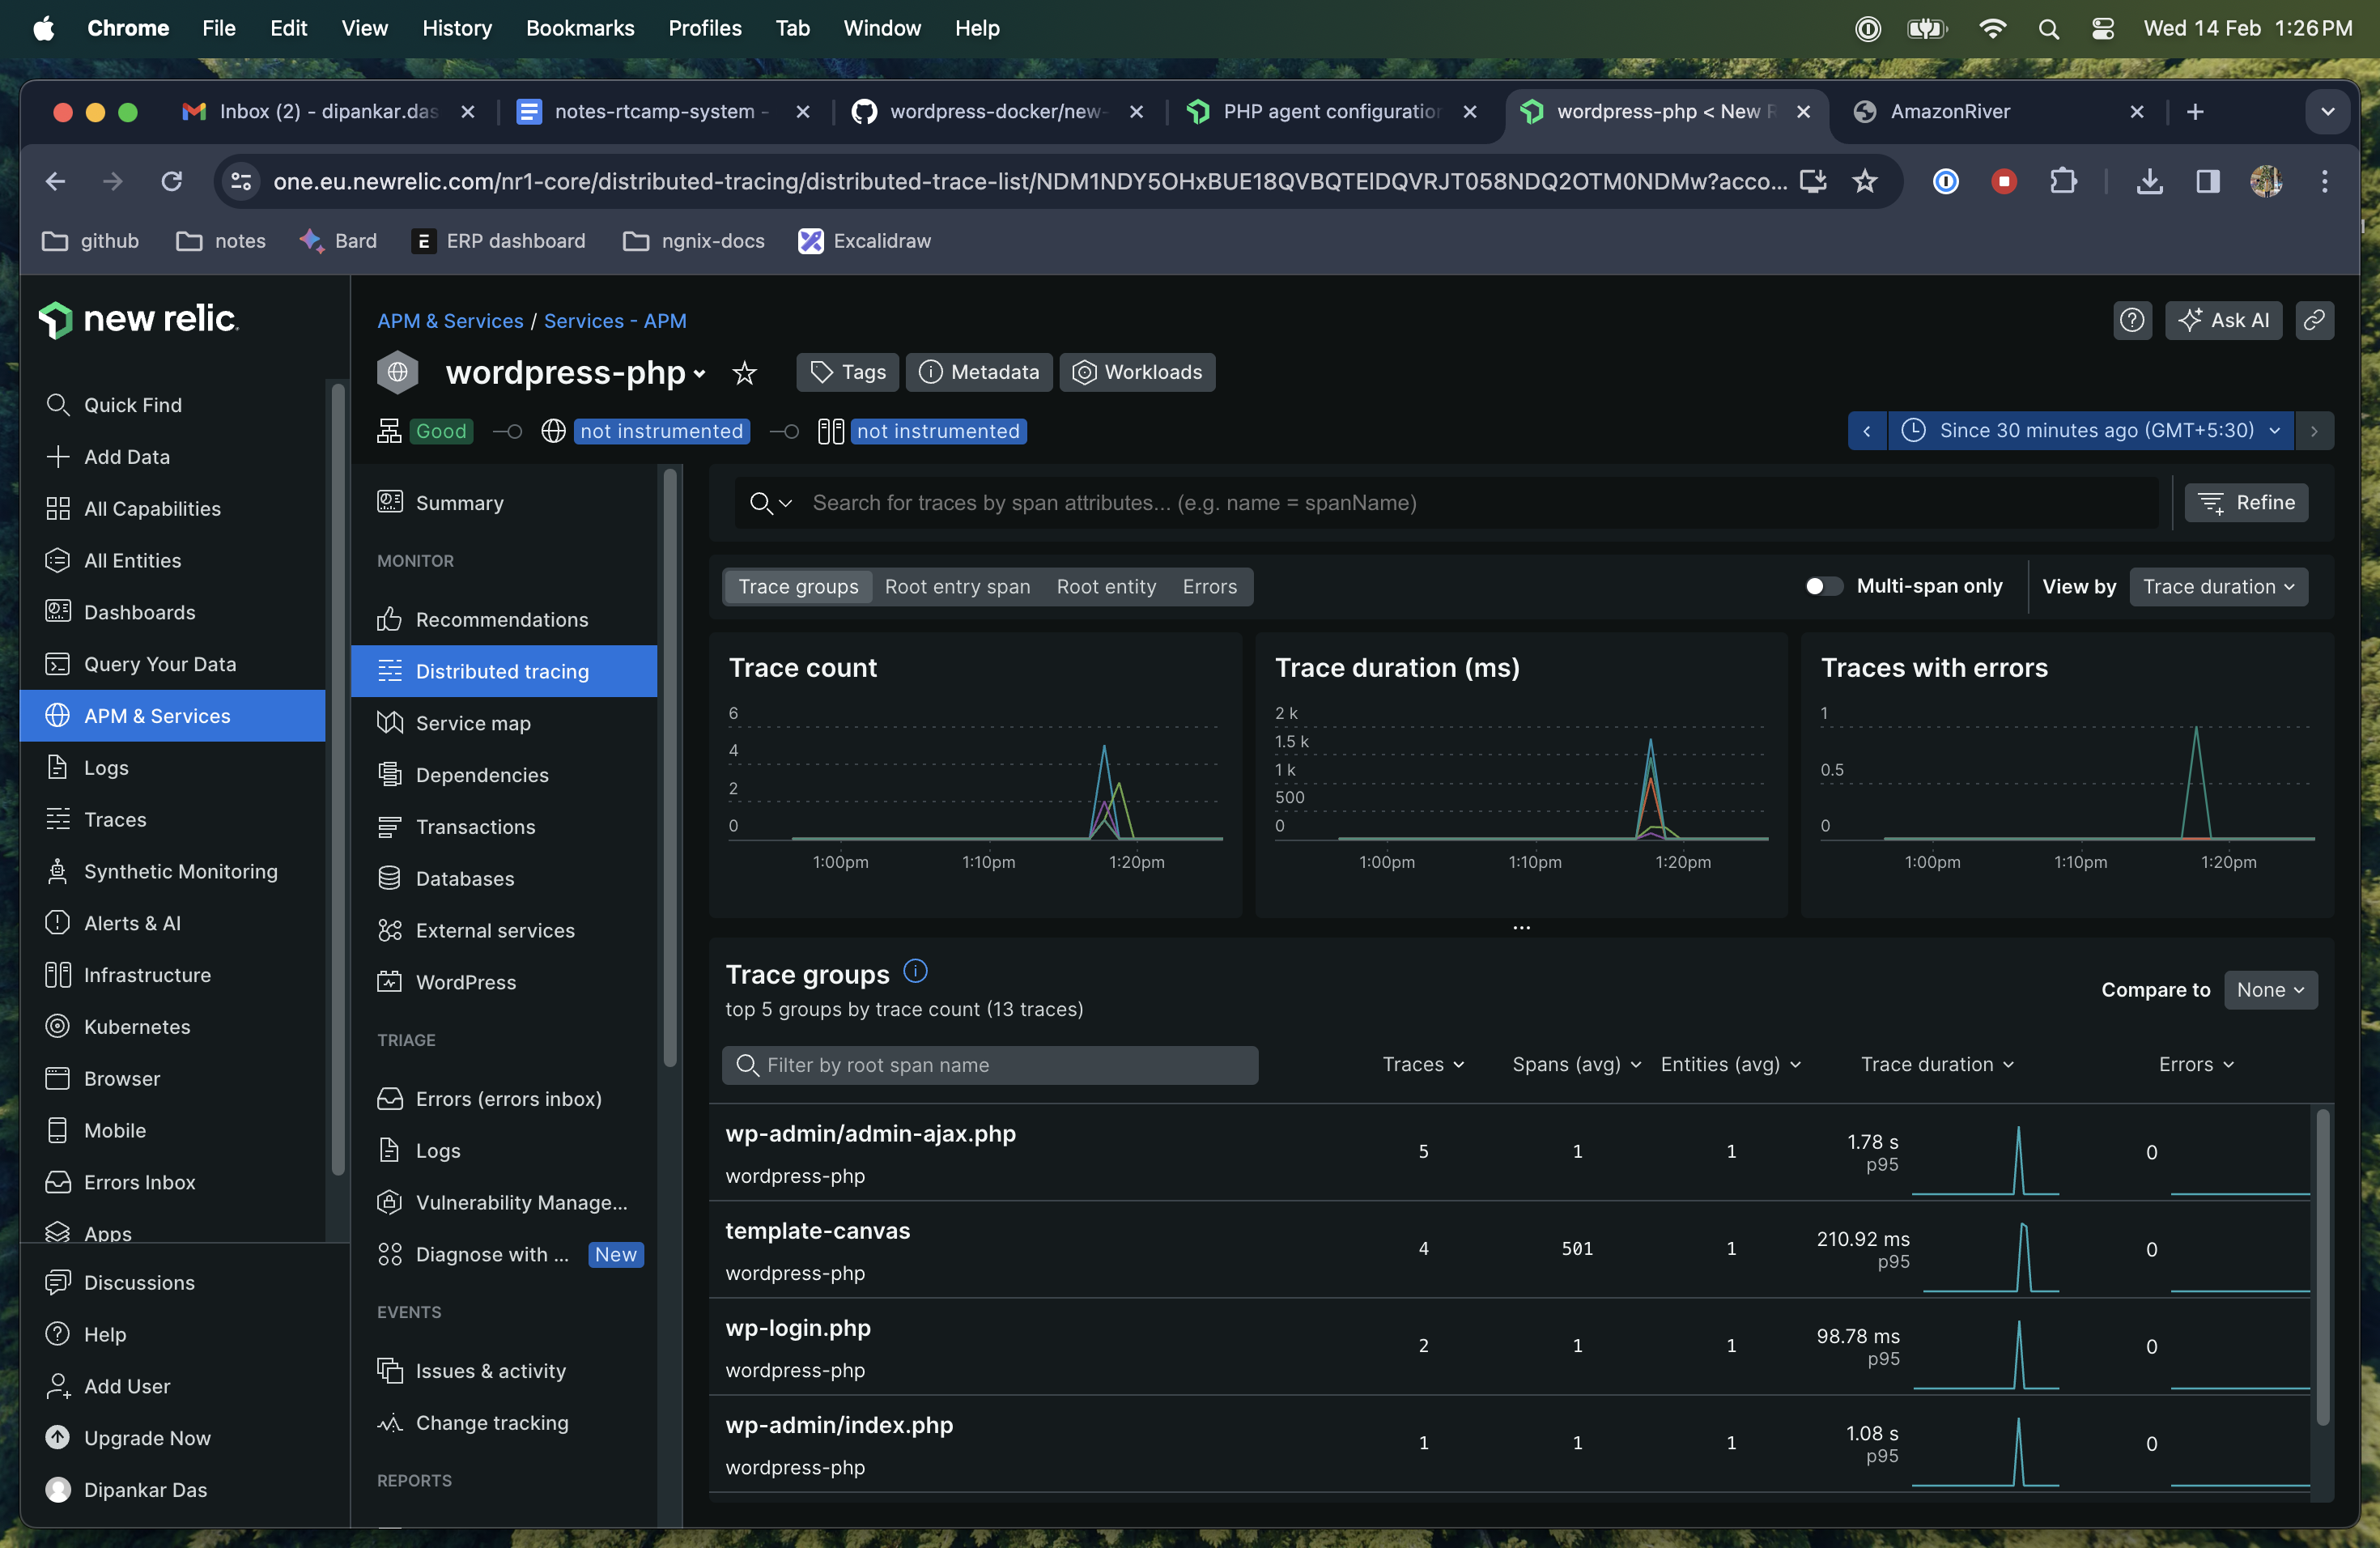 Chrome File Edit View History Bookmarks Profiles Tab Window Help Wed 14 Feb 1:26 PM
Inbox (2) - dipankar.das notes-rtcamp-system - wordpress-docker/new- PHP agent configuration wordpress-php < New R AmazonRiver
one.eu.newrelic.com/nr1-core/distributed-tracing/distributed-trace-list/NDM1NDY5OHxBUE18QVBQTElDQVRJT058NDQ2OTM0NDMw?acco...
github notes Bard E ERP dashboard ngnix-docs Excalidraw
new relic
Quick Find
Add Data
All Capabilities
All Entities
Dashboards
Query Your Data
APM & Services
Logs
Traces
Synthetic Monitoring
Alerts & AI
Infrastructure
Kubernetes
Browser
Mobile
Errors Inbox
Apps
Discussions
Help
Add User
Upgrade Now
Dipankar Das
APM & Services / Services - APM
Ask AI
wordpress-php
Tags Metadata Workloads
Good not instrumented not instrumented
Since 30 minutes ago (GMT+5:30)
Summary
MONITOR
Recommendations
Distributed tracing
Service map
Dependencies
Transactions
Databases
External services
WordPress
TRIAGE
Errors (errors inbox)
Logs
Vulnerability Manage...
Diagnose with ... New
EVENTS
Issues & activity
Change tracking
REPORTS
Search for traces by span attributes... (e.g. name = spanName)
Refine
Trace groups Root entry span Root entity Errors
Multi-span only View by Trace duration
Trace count
6
4
2
0
1:00pm 1:10pm 1:20pm
Trace duration (ms)
2 k
1.5 k
1 k
500
0
1:00pm 1:10pm 1:20pm
Traces with errors
1
0.5
0
1:00pm 1:10pm 1:20pm
...
Trace groups
top 5 groups by trace count (13 traces)
Compare to None
Filter by root span name
Traces Spans (avg) Entities (avg) Trace duration Errors
wp-admin/admin-ajax.php
wordpress-php
5 1 1 1.78 s p95 0
template-canvas
wordpress-php
4 501 1 210.92 ms p95 0
wp-login.php
wordpress-php
2 1 1 98.78 ms p95 0
wp-admin/index.php
wordpress-php
1 1 1 1.08 s p95 0